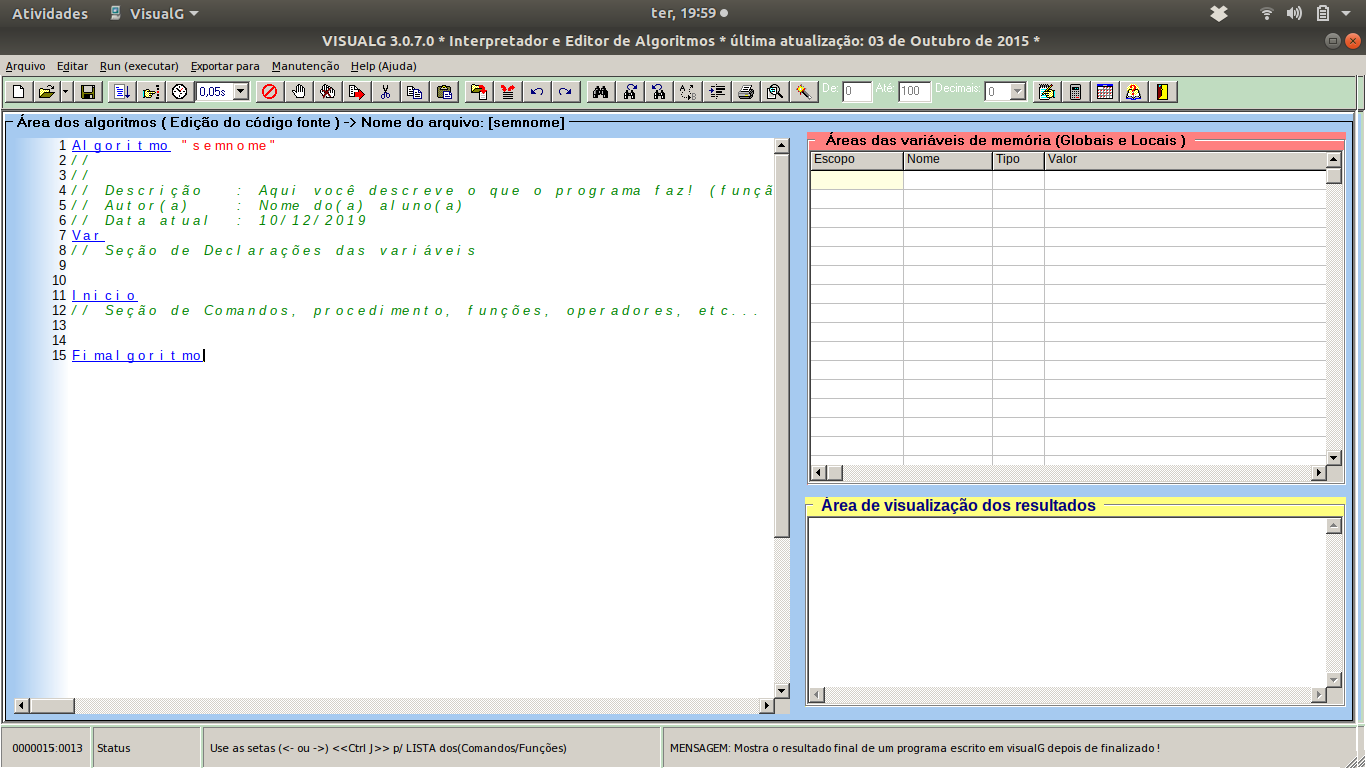 Atividades VisualG ter, 19:59
VISUALG 3.0.7.0 * Interpretador e Editor de Algoritmos * última atualização: 03 de Outubro de 2015 *
Arquivo Editar Run (executar) Exportar para Manutenção Help (Ajuda)
0,05s De: 0 Até: 100 Decimais: 0
Área dos algoritmos ( Edição do código fonte ) -> Nome do arquivo: [semnome]
1 Algoritmo "semnome"
2 //
3 //
4 // Descrição : Aqui você descreve o que o programa faz! (funçã
5 // Autor(a) : Nome do(a) aluno(a)
6 // Data atual : 10/12/2019
7 Var
8 // Seção de Declarações das variáveis
9
10
11 Inicio
12 // Seção de Comandos, procedimento, funções, operadores, etc...
13
14
15 Fimalgoritmo
Áreas das variáveis de memória (Globais e Locais )
Escopo Nome Tipo Valor
Área de visualização dos resultados
0000015:0013 Status Use as setas (<- ou ->) <<Ctrl J>> p/ LISTA dos(Comandos/Funções) MENSAGEM: Mostra o resultado final de um programa escrito em visualG depois de finalizado !